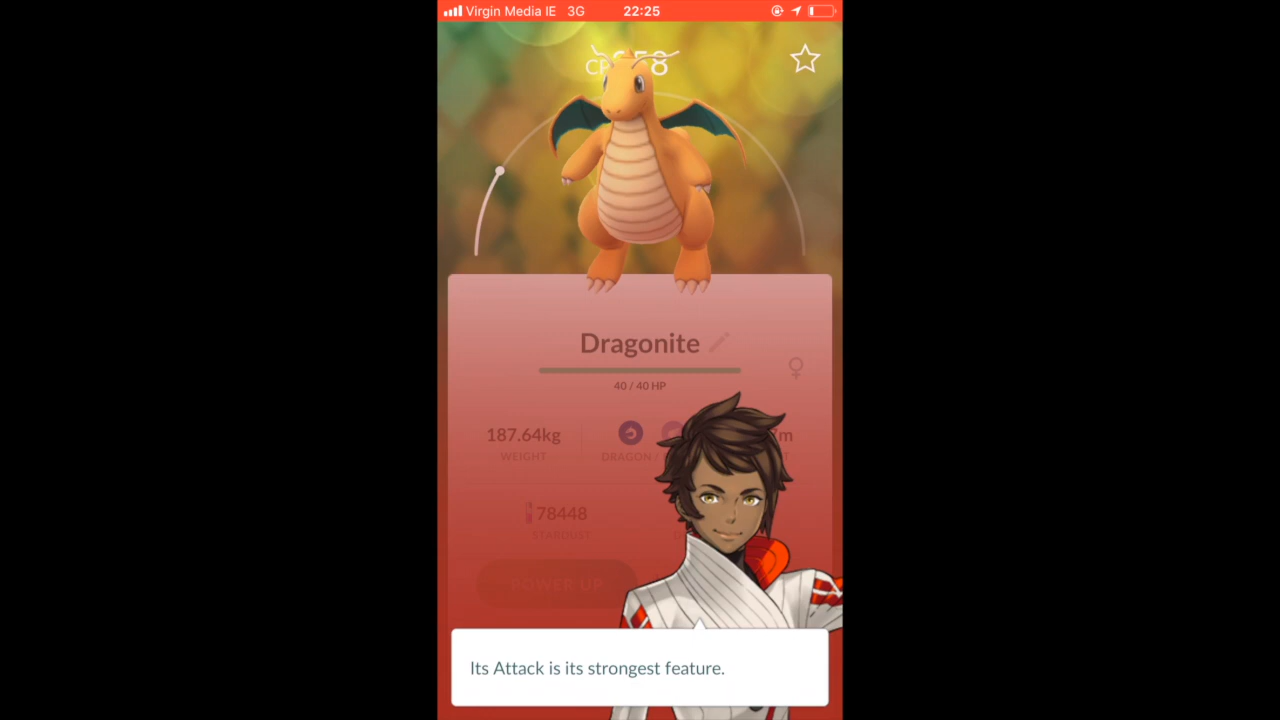 Virgin Media IE 3G 22:25
Dragonite
40 / 40 HP
187.64kg
WEIGHT
DRAGON /
78448
STARDUST
POWER UP
Its Attack is its strongest feature.